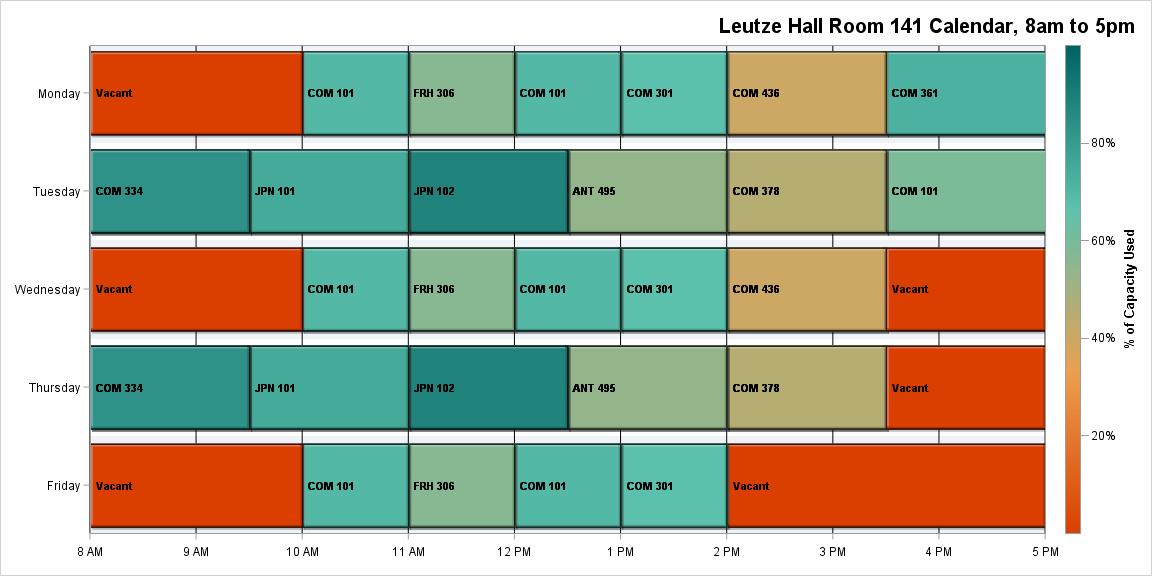 Leutze Hall Room 141 Calendar, 8am to 5pm
Monday
Vacant
COM 101
FRH 306
COM 101
COM 301
COM 436
COM 361
Tuesday
COM 334
JPN 101
JPN 102
ANT 495
COM 378
COM 101
Wednesday
Vacant
COM 101
FRH 306
COM 101
COM 301
COM 436
Vacant
Thursday
COM 334
JPN 101
JPN 102
ANT 495
COM 378
Vacant
Friday
Vacant
COM 101
FRH 306
COM 101
COM 301
Vacant
8 AM
9 AM
10 AM
11 AM
12 PM
1 PM
2 PM
3 PM
4 PM
5 PM
80%
60%
40%
20%
% of Capacity Used